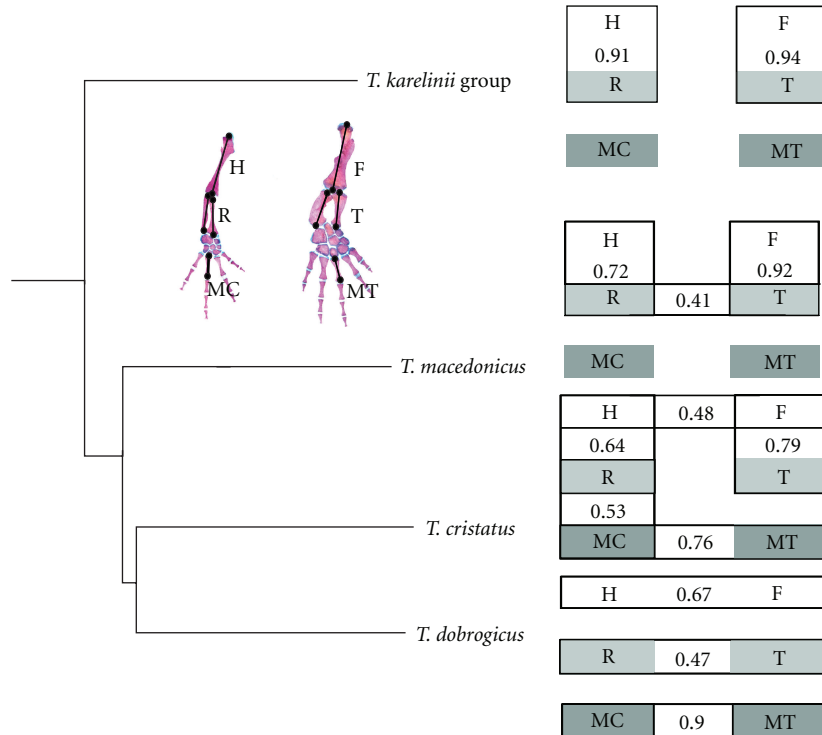 H F
0.91 0.94
T. karelinii group
R T
MC MT
H F
R T
MC MT
H F
0.72 0.92
R 0.41 T
T. macedonicus
MC MT
H 0.48 F
0.64 0.79
R T
0.53
T. cristatus
MC 0.76 MT
H 0.67 F
T. dobrogicus
R 0.47 T
MC 0.9 MT